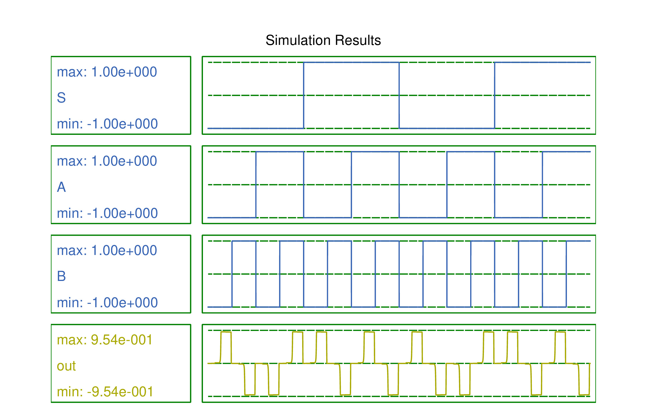 Simulation Results
max: 1.00e+000
S
min: -1.00e+000
max: 1.00e+000
A
min: -1.00e+000
max: 1.00e+000
B
min: -1.00e+000
max: 9.54e-001
out
min: -9.54e-001